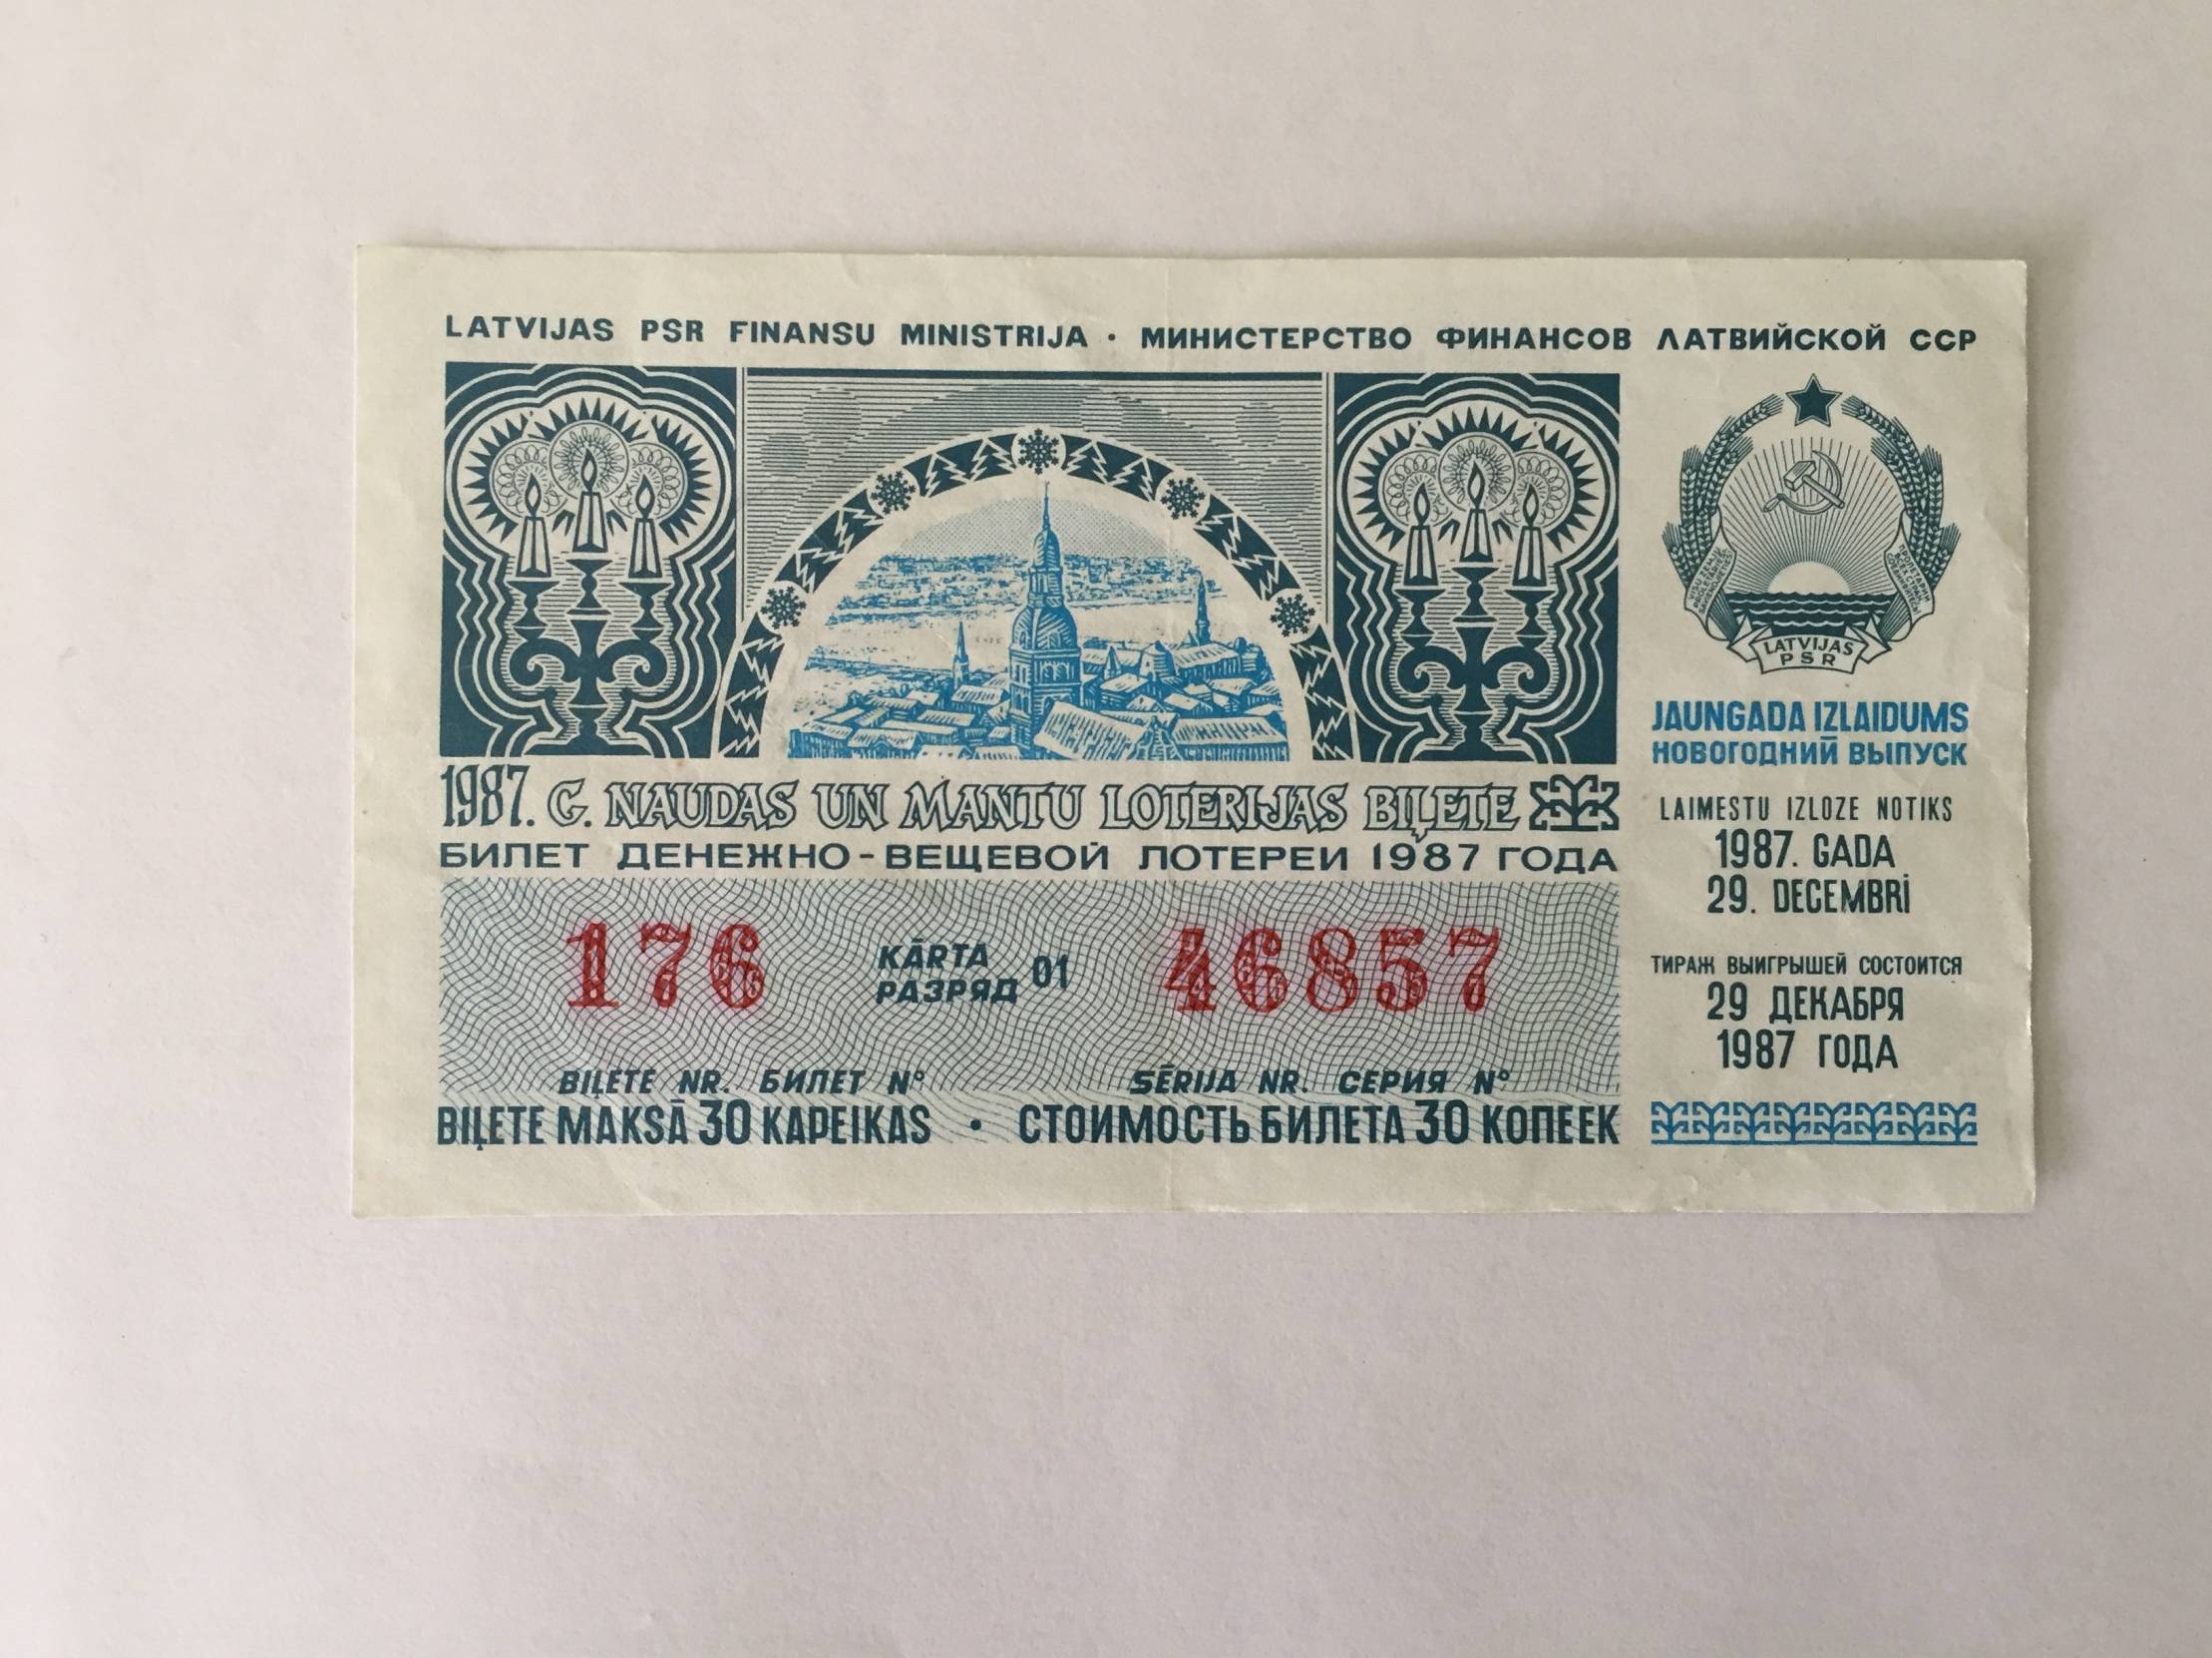 LATVIJAS PSR FINANSU MINISTRIJA · МИНИСТЕРСТВО ФИНАНСОВ ЛАТВИЙСКОЙ ССР
LATVIJAS
PSR
JAUNGADA IZLAIDUMS
НОВОГОДНИЙ ВЫПУСК
1987. G. NAUDAS UN MANTU LOTERIJAS BIĻETE
БИЛЕТ ДЕНЕЖНО-ВЕЩЕВОЙ ЛОТЕРЕИ 1987 ГОДА
LAIMESTU IZLOZE NOTIKS
1987. GADA
29. DECEMBRĪ
176
KĀRTA
РАЗРЯД 01
46857
ТИРАЖ ВЫИГРЫШЕЙ СОСТОИТСЯ
29 ДЕКАБРЯ
1987 ГОДА
BIĻETE NR. БИЛЕТ N°
SĒRIJA NR. СЕРИЯ N°
BIĻETE MAKSĀ 30 KAPEIKAS · СТОИМОСТЬ БИЛЕТА 30 КОПЕЕК